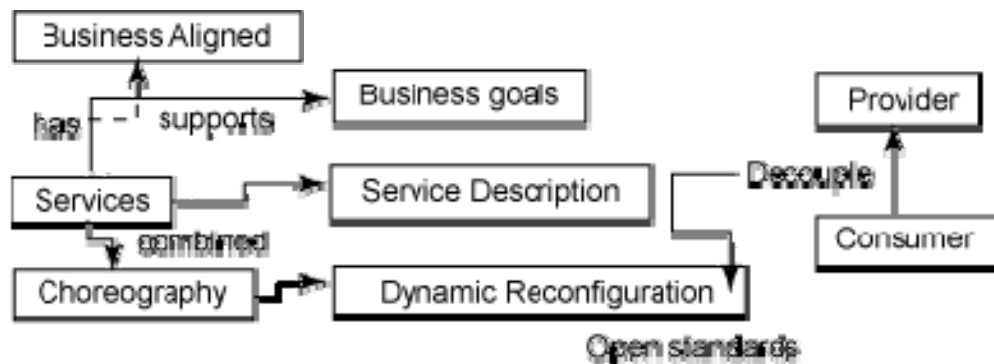 Business Aligned
Business goals
Provider
has
supports
Decouple
Services
Service Description
Consumer
combined
Choreography
Dynamic Reconfiguration
Open standards